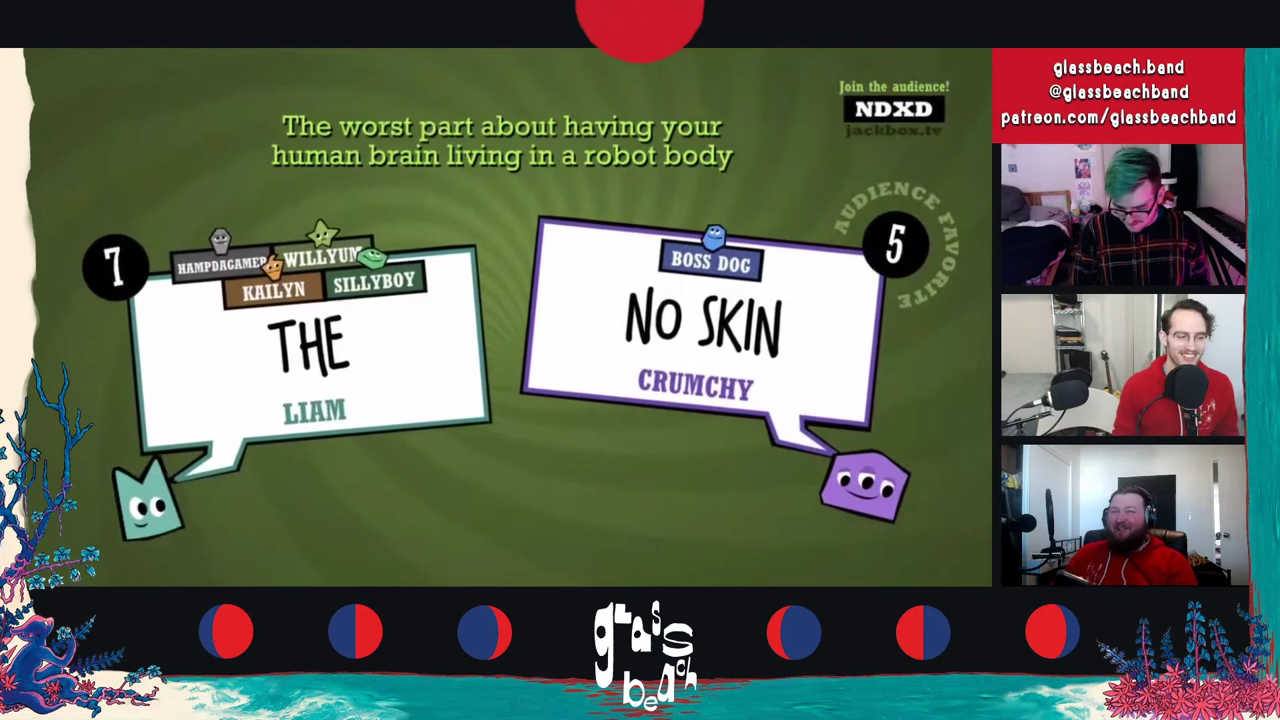 The worst part about having your
human brain living in a robot body
Join the audience!
NDXD
jackbox.tv
glassbeach.band
@glassbeachband
patreon.com/glassbeachband
7
HAMPDAGAMER
WILLYUM
KAILYN
SILLYBOY
THE
LIAM
BOSS DOG
5
AUDIENCE FAVORITE
NO SKIN
CRUMCHY
glass
beach